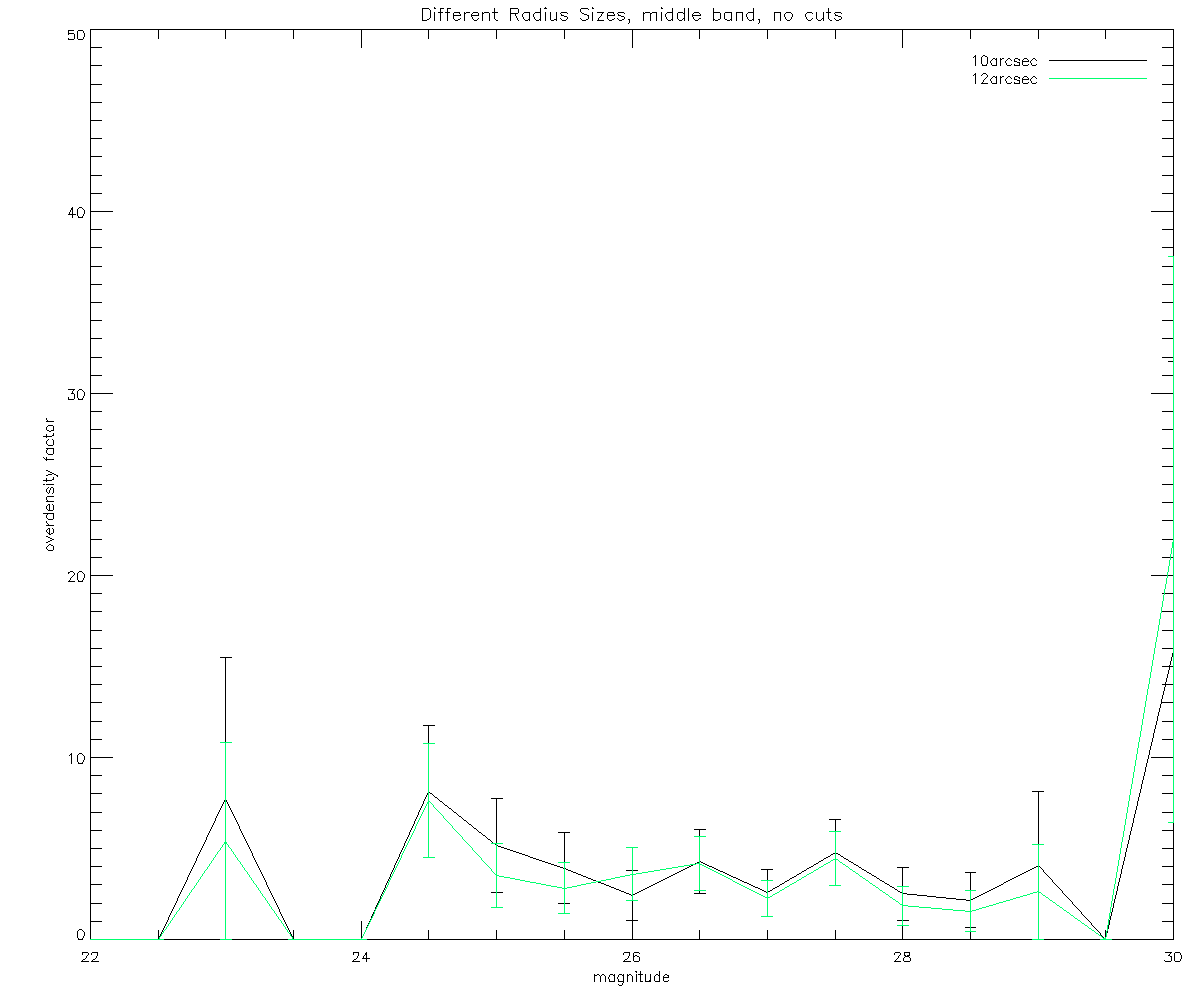 Different Radius Sizes, middle band, no cuts
50
10arcsec
12arcsec
40
30
overdensity factor
20
10
0
22 24 26 28 30
magnitude